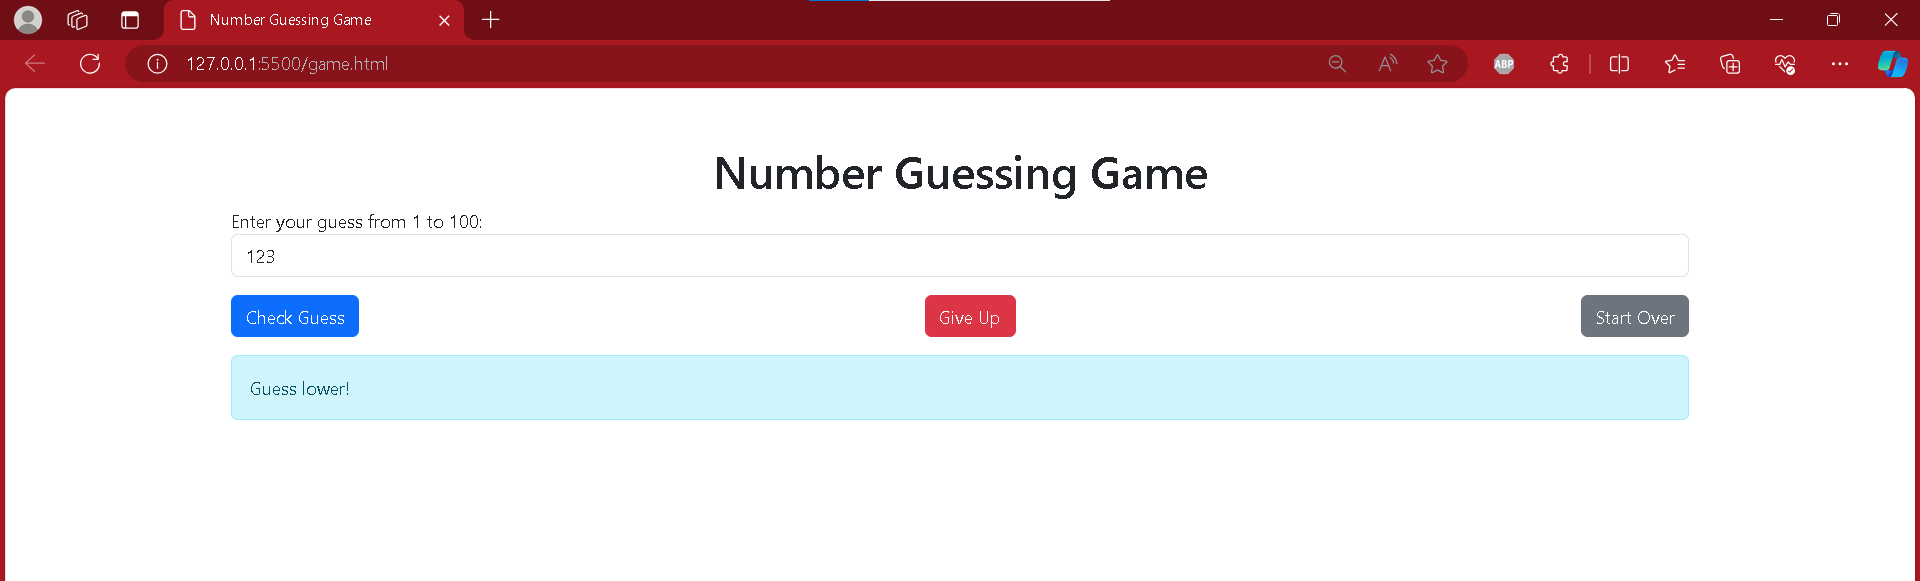 Number Guessing Game
127.0.0.1:5500/game.html
A
ABP
Number Guessing Game
Enter your guess from 1 to 100:
123
Check Guess Give Up Start Over
Guess lower!